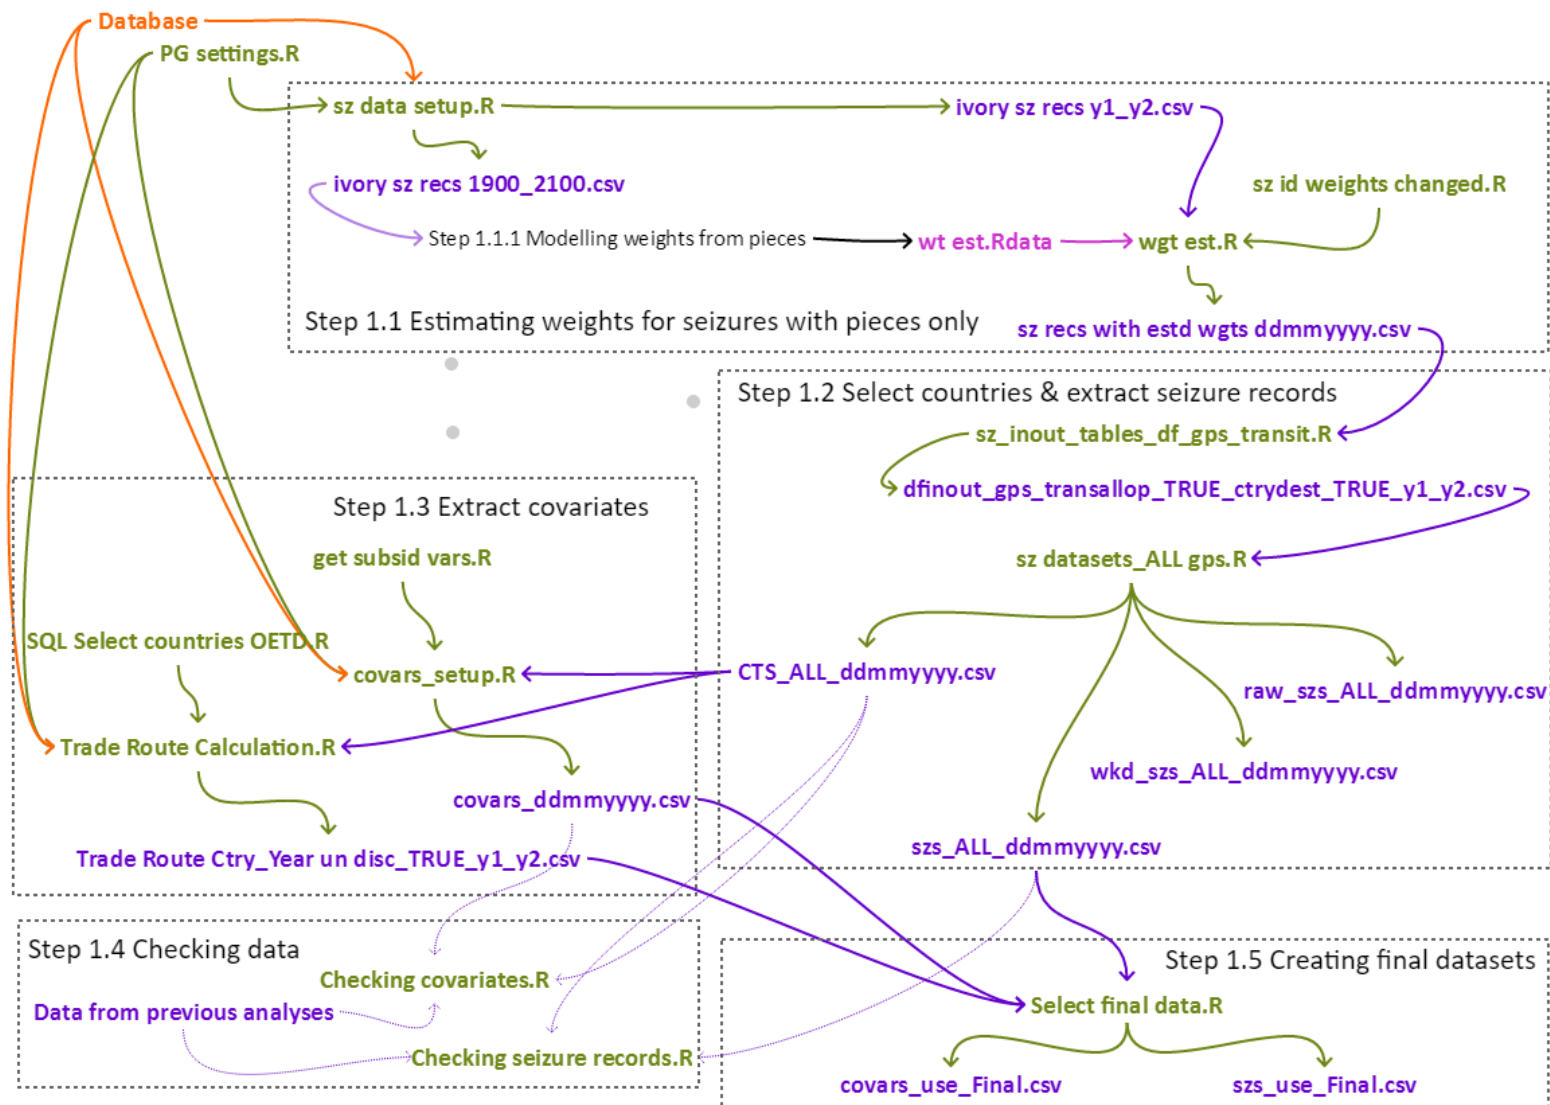 Database
PG settings.R
sz data setup.R
ivory sz recs y1_y2.csv
ivory sz recs 1900_2100.csv
sz id weights changed.R
Step 1.1.1 Modelling weights from pieces
wt est.Rdata
wgt est.R
Step 1.1 Estimating weights for seizures with pieces only
sz recs with estd wgts ddmmyyyy.csv
Step 1.2 Select countries & extract seizure records
sz_inout_tables_df_gps_transit.R
dfinout_gps_transallop_TRUE_ctrydest_TRUE_y1_y2.csv
sz datasets_ALL gps.R
CTS_ALL_ddmmyyyy.csv
raw_szs_ALL_ddmmyyyy.csv
wkd_szs_ALL_ddmmyyyy.csv
szs_ALL_ddmmyyyy.csv
Step 1.3 Extract covariates
get subsid vars.R
SQL Select countries OETD.R
covars_setup.R
Trade Route Calculation.R
covars_ddmmyyyy.csv
Trade Route Ctry_Year un disc_TRUE_y1_y2.csv
Step 1.4 Checking data
Checking covariates.R
Data from previous analyses
Checking seizure records.R
Step 1.5 Creating final datasets
Select final data.R
covars_use_Final.csv
szs_use_Final.csv